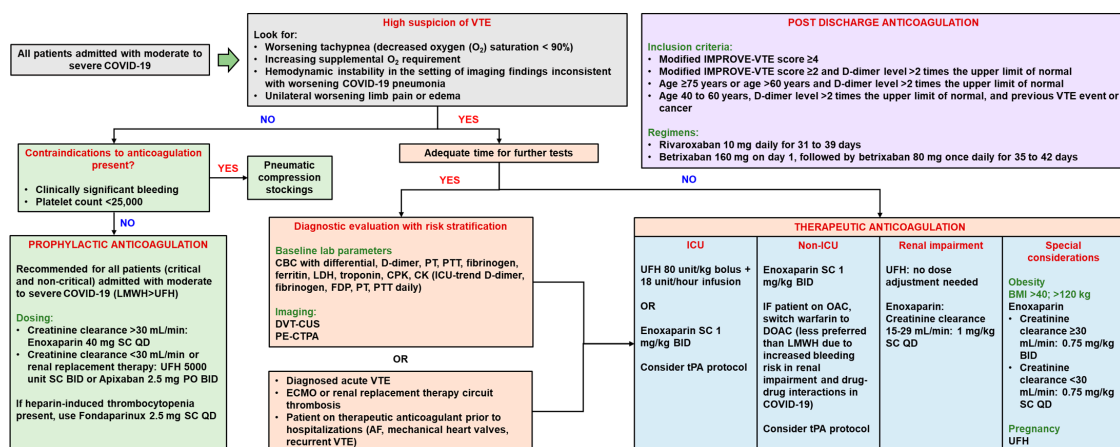 All patients admitted with moderate to
severe COVID-19
High suspicion of VTE
Look for:
• Worsening tachypnea (decreased oxygen (O₂) saturation < 90%)
• Increasing supplemental O₂ requirement
• Hemodynamic instability in the setting of imaging findings inconsistent
with worsening COVID-19 pneumonia
• Unilateral worsening limb pain or edema
POST DISCHARGE ANTICOAGULATION
Inclusion criteria:
• Modified IMPROVE-VTE score ≥4
• Modified IMPROVE-VTE score ≥2 and D-dimer level >2 times the upper limit of normal
• Age ≥75 years or age >60 years and D-dimer level >2 times the upper limit of normal
• Age 40 to 60 years, D-dimer level >2 times the upper limit of normal, and previous VTE event or
cancer
Regimens:
• Rivaroxaban 10 mg daily for 31 to 39 days
• Betrixaban 160 mg on day 1, followed by betrixaban 80 mg once daily for 35 to 42 days
NO
YES
Contraindications to anticoagulation
present?
• Clinically significant bleeding
• Platelet count <25,000
YES
Pneumatic
compression
stockings
Adequate time for further tests
YES
NO
NO
PROPHYLACTIC ANTICOAGULATION
Recommended for all patients (critical
and non-critical) admitted with moderate
to severe COVID-19 (LMWH>UFH)
Dosing:
• Creatinine clearance >30 mL/min:
Enoxaparin 40 mg SC QD
• Creatinine clearance <30 mL/min or
renal replacement therapy: UFH 5000
unit SC BID or Apixaban 2.5 mg PO BID
If heparin-induced thrombocytopenia
present, use Fondaparinux 2.5 mg SC QD
Diagnostic evaluation with risk stratification
Baseline lab parameters
CBC with differential, D-dimer, PT, PTT, fibrinogen,
ferritin, LDH, troponin, CPK, CK (ICU-trend D-dimer,
fibrinogen, FDP, PT, PTT daily)
Imaging:
DVT-CUS
PE-CTPA
OR
• Diagnosed acute VTE
• ECMO or renal replacement therapy circuit
thrombosis
• Patient on therapeutic anticoagulant prior to
hospitalizations (AF, mechanical heart valves,
recurrent VTE)
THERAPEUTIC ANTICOAGULATION
ICU
UFH 80 unit/kg bolus +
18 unit/hour infusion
OR
Enoxaparin SC 1
mg/kg BID
Consider tPA protocol
Non-ICU
Enoxaparin SC 1
mg/kg BID
IF patient on OAC,
switch warfarin to
DOAC (less preferred
than LMWH due to
increased bleeding
risk in renal
impairment and drug-
drug interactions in
COVID-19)
Consider tPA protocol
Renal impairment
UFH: no dose
adjustment needed
Enoxaparin:
Creatinine clearance
15-29 mL/min: 1 mg/kg
SC QD
Special
considerations
Obesity
BMI >40; >120 kg
Enoxaparin
• Creatinine
clearance ≥30
mL/min: 0.75 mg/kg
BID
• Creatinine
clearance <30
mL/min: 0.75 mg/kg
SC QD
Pregnancy
UFH